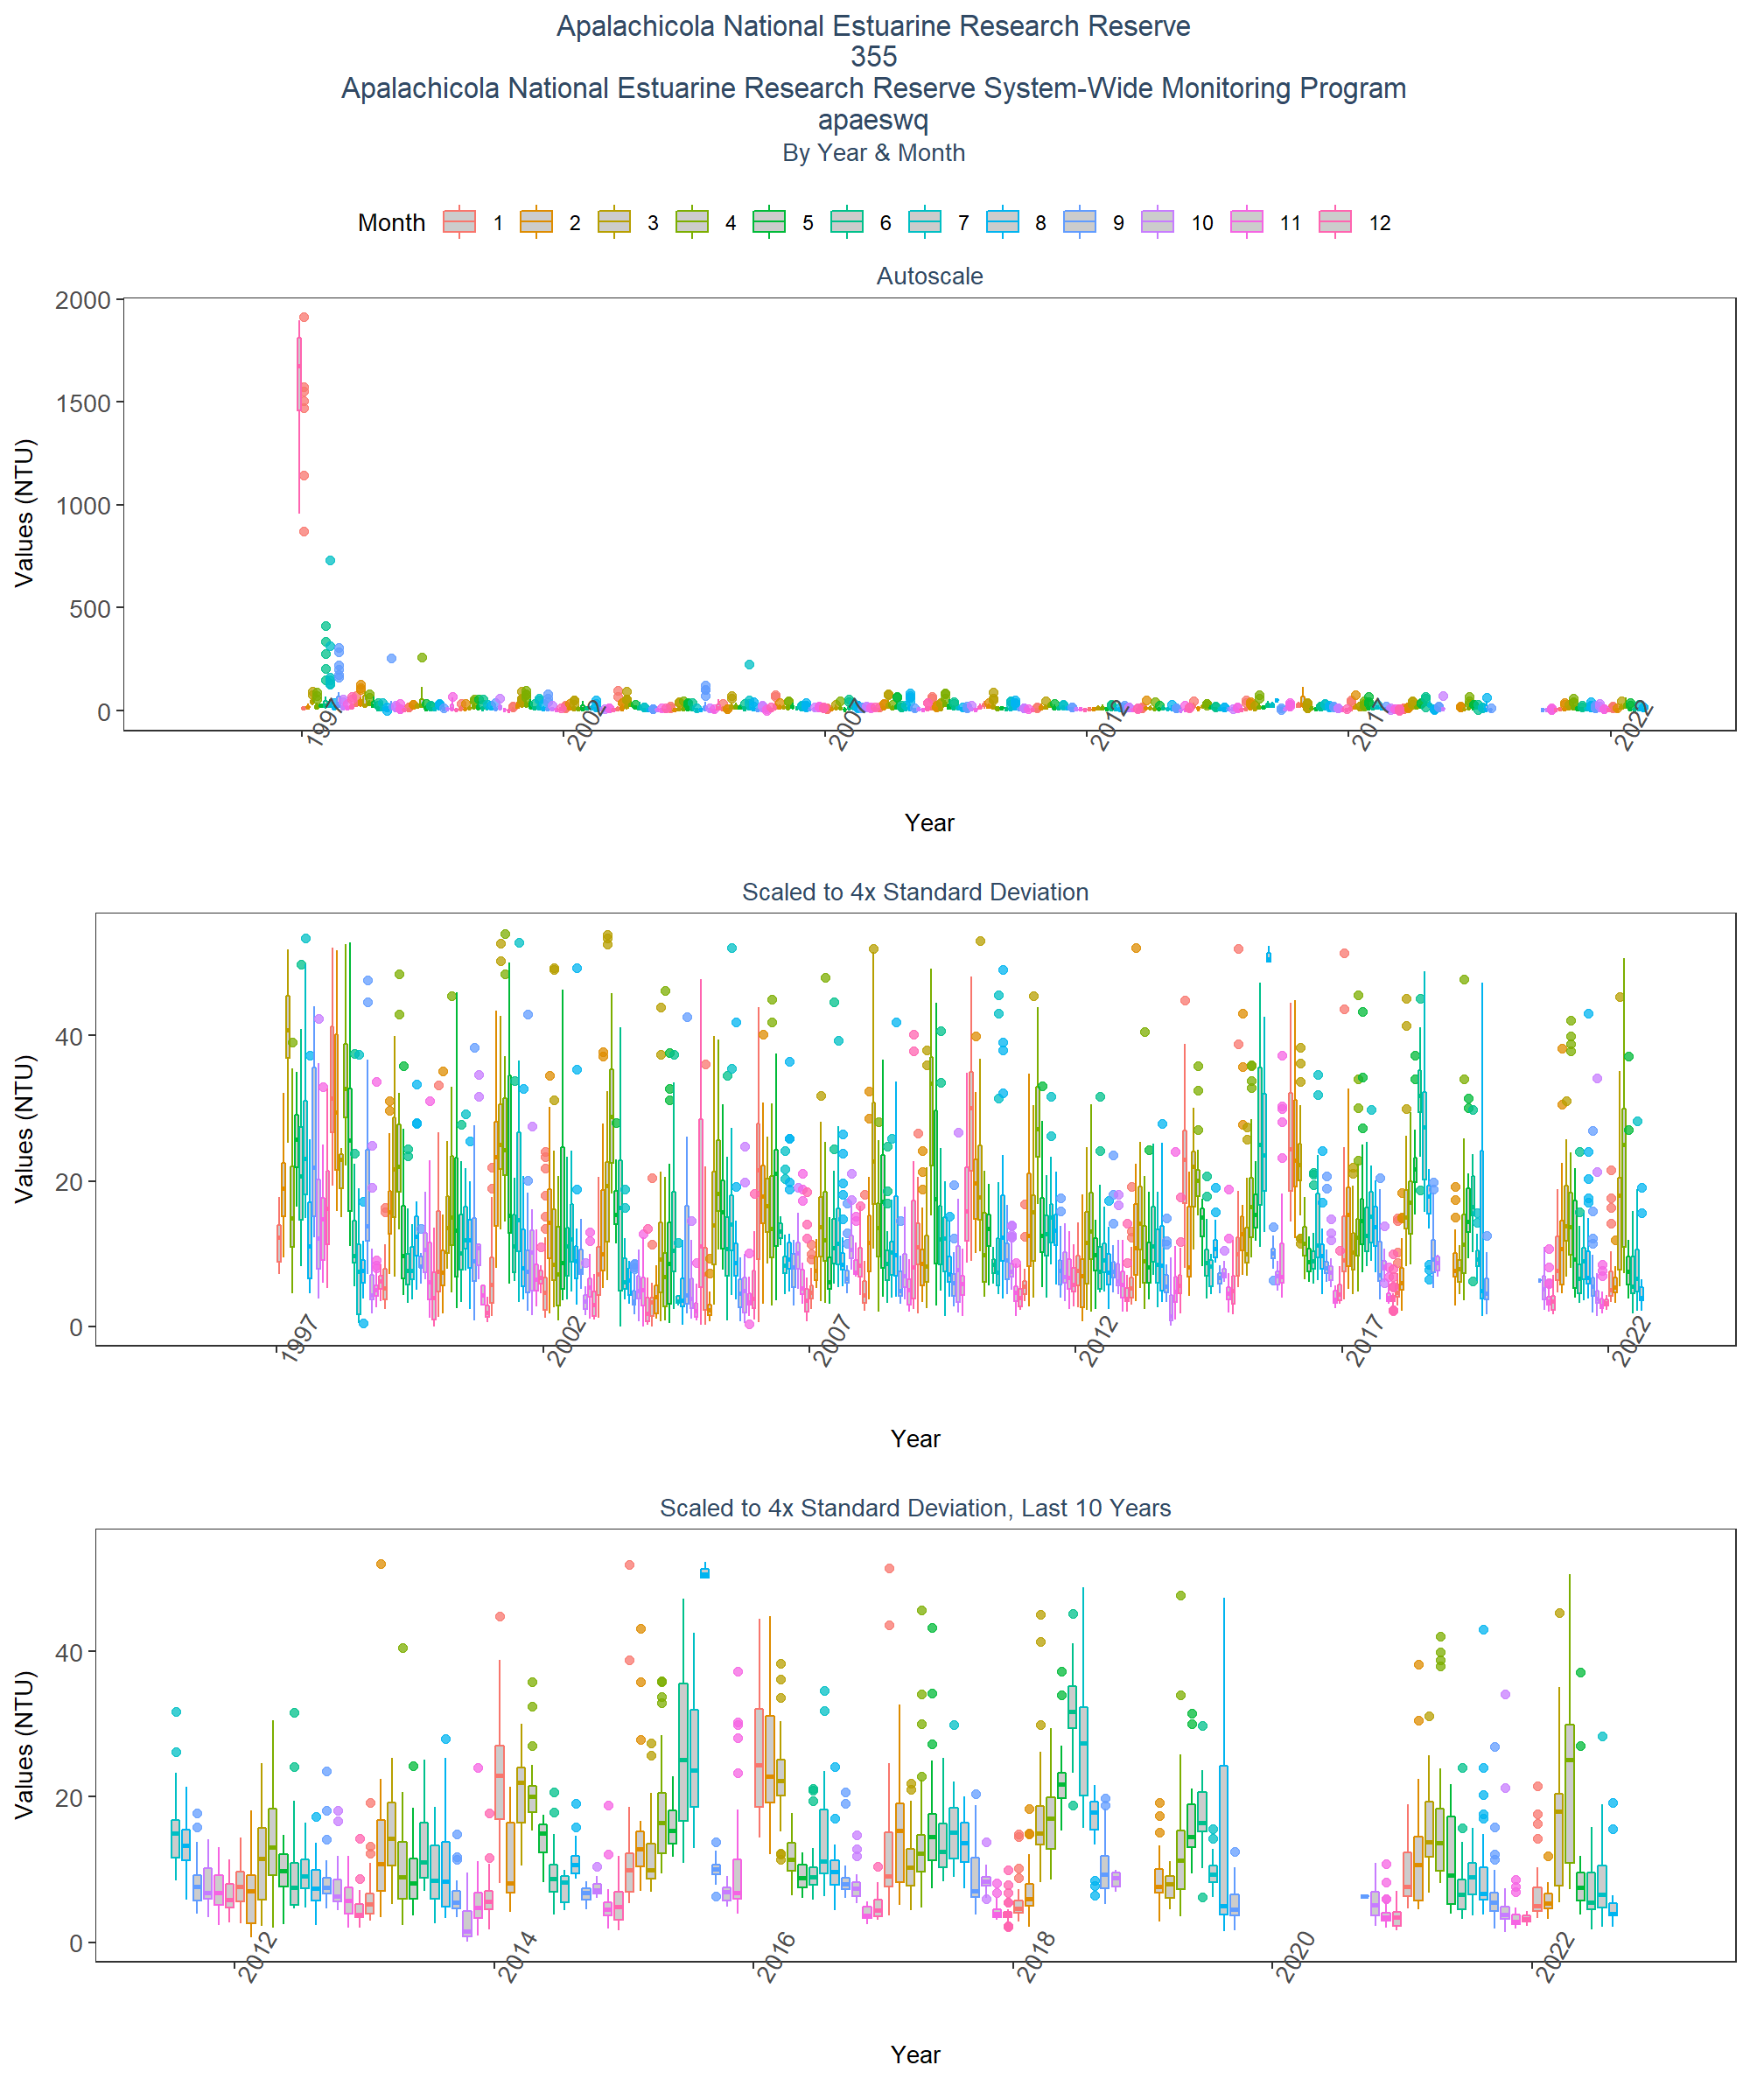 Apalachicola National Estuarine Research Reserve
355
Apalachicola National Estuarine Research Reserve System-Wide Monitoring Program
apaeswq
By Year & Month
Month 1 2 3 4 5 6 7 8 9 10 11 12
Autoscale
2000
1500
1000
500
0
Values (NTU)
1997 2002 2007 2012 2017 2022
Year
Scaled to 4x Standard Deviation
40
20
0
Values (NTU)
1997 2002 2007 2012 2017 2022
Year
Scaled to 4x Standard Deviation, Last 10 Years
40
20
0
Values (NTU)
2012 2014 2016 2018 2020 2022
Year